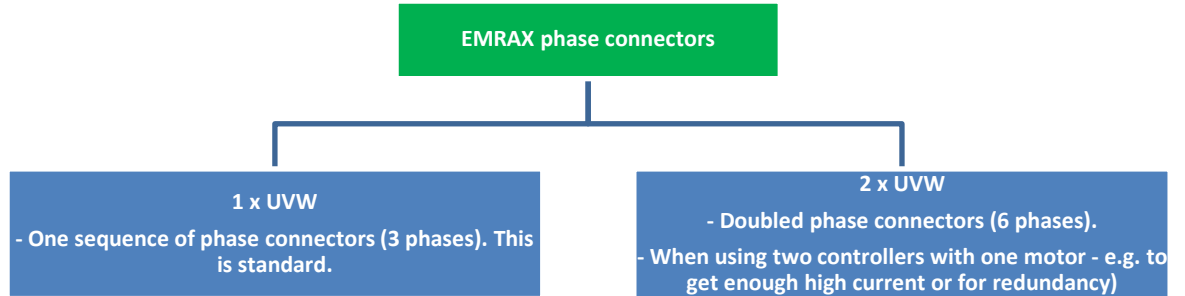 EMRAX phase connectors
1 x UVW
- One sequence of phase connectors (3 phases). This
is standard.
2 x UVW
- Doubled phase connectors (6 phases).
- When using two controllers with one motor - e.g. to
get enough high current or for redundancy)